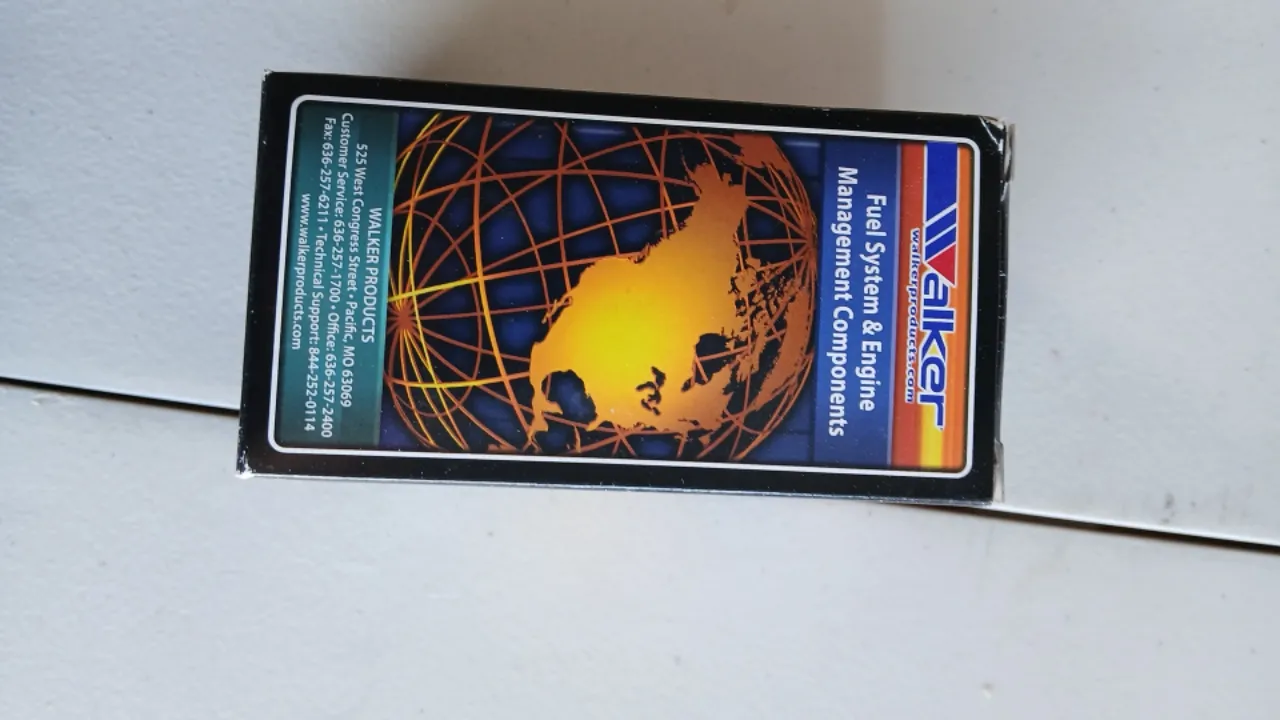 Walker
walkerproducts.com
Fuel System & Engine
Management Components
WALKER PRODUCTS
525 West Congress Street • Pacific, MO 63069
Customer Service: 636-257-1700 • Office: 636-257-2400
Fax: 636-257-6211 • Technical Support: 844-252-0114
www.walkerproducts.com